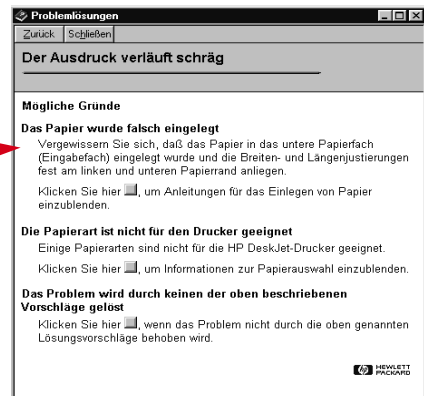 Problemlösungen
Zurück Schließen
Der Ausdruck verläuft schräg
Mögliche Gründe
Das Papier wurde falsch eingelegt
Vergewissern Sie sich, daß das Papier in das untere Papierfach
(Eingabefach) eingelegt wurde und die Breiten- und Längenjustierungen
fest am linken und unteren Papierrand anliegen.
Klicken Sie hier , um Anleitungen für das Einlegen von Papier
einzublenden.
Die Papierart ist nicht für den Drucker geeignet
Einige Papierarten sind nicht für die HP DeskJet-Drucker geeignet.
Klicken Sie hier , um Informationen zur Papierauswahl einzublenden.
Das Problem wird durch keinen der oben beschriebenen
Vorschläge gelöst
Klicken Sie hier , wenn das Problem nicht durch die oben genannten
Lösungsvorschläge behoben wird.
hp HEWLETT
PACKARD